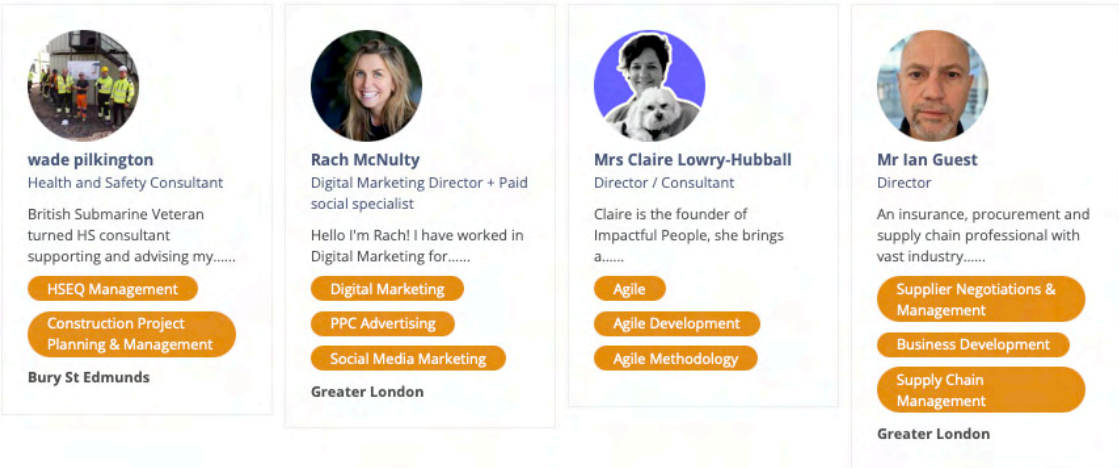 wade pilkington
Health and Safety Consultant
British Submarine Veteran
turned HS consultant
supporting and advising my......
HSEQ Management
Construction Project
Planning & Management
Bury St Edmunds
Rach McNulty
Digital Marketing Director + Paid
social specialist
Hello I'm Rach! I have worked in
Digital Marketing for......
Digital Marketing
PPC Advertising
Social Media Marketing
Greater London
Mrs Claire Lowry-Hubball
Director / Consultant
Claire is the founder of
Impactful People, she brings
a......
Agile
Agile Development
Agile Methodology
Mr Ian Guest
Director
An insurance, procurement and
supply chain professional with
vast industry......
Supplier Negotiations &
Management
Business Development
Supply Chain
Management
Greater London